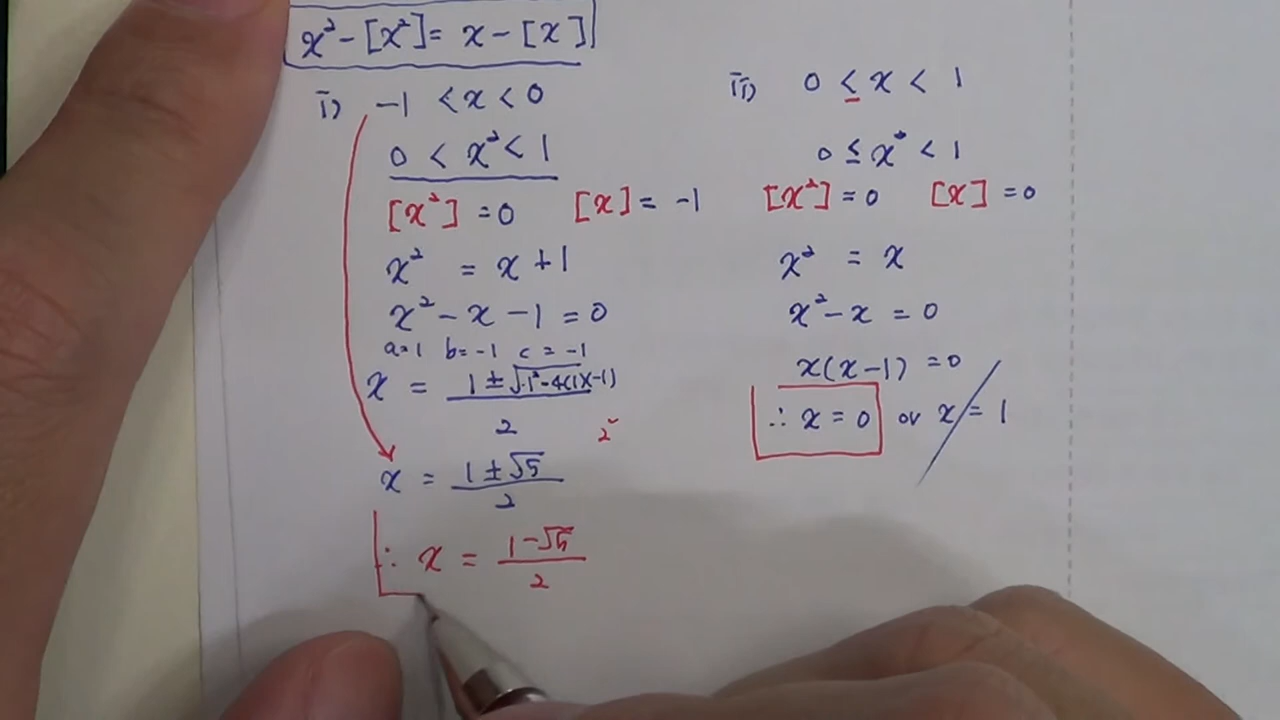 x² - [x²] = x - [x]
i) -1 < x < 0
0 < x² < 1
[x²] = 0 [x] = -1
x² = x + 1
x² - x - 1 = 0
a=1 b=-1 c=-1
x = 1 ± √1²-4(1)(-1) / 2
2
x = 1 ± √5 / 2
∴ x = 1 - √5 / 2
ii) 0 ≤ x < 1
0 ≤ x² < 1
[x²] = 0 [x] = 0
x² = x
x² - x = 0
x(x-1) = 0
∴ x = 0 or x = 1